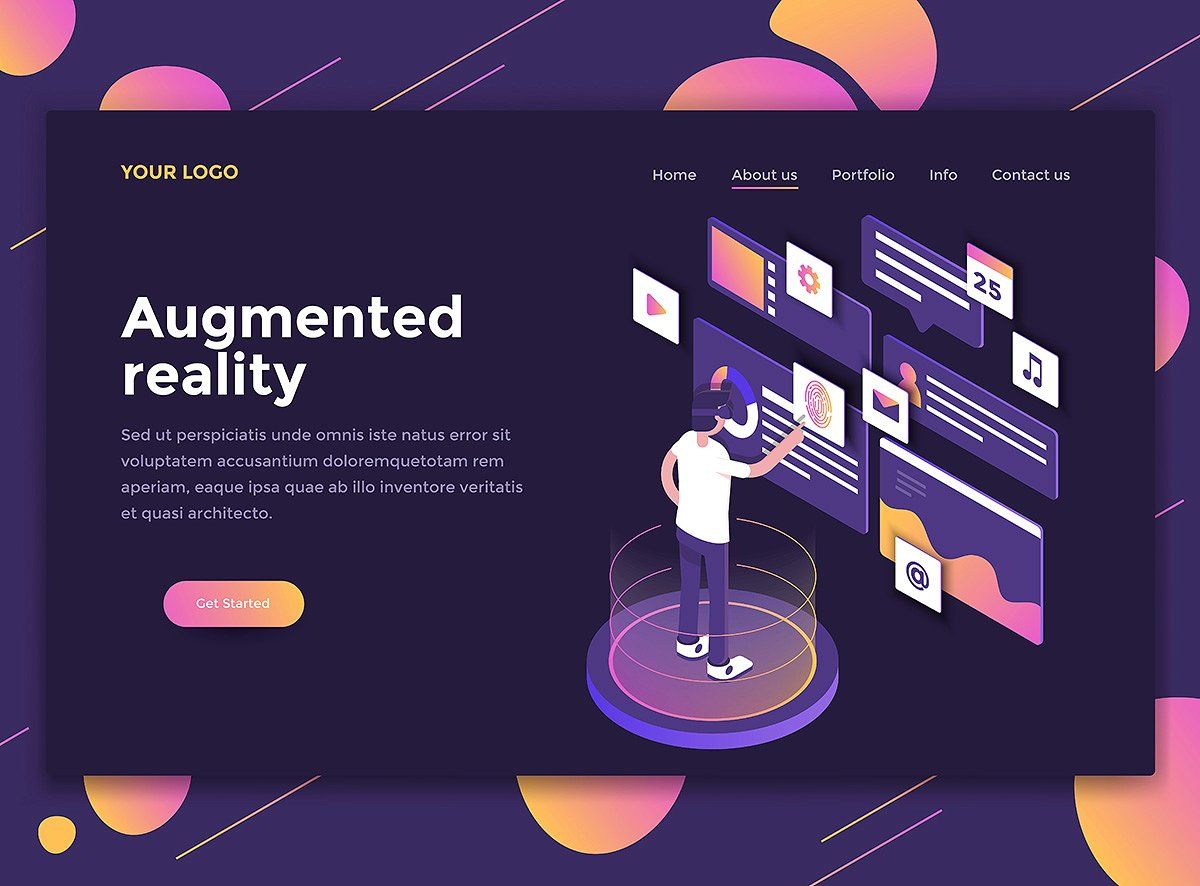 YOUR LOGO
Home About us Portfolio Info Contact us
Augmented
reality
Sed ut perspiciatis unde omnis iste natus error sit
voluptatem accusantium doloremquetotam rem
aperiam, eaque ipsa quae ab illo inventore veritatis
et quasi architecto.
Get Started
25
@